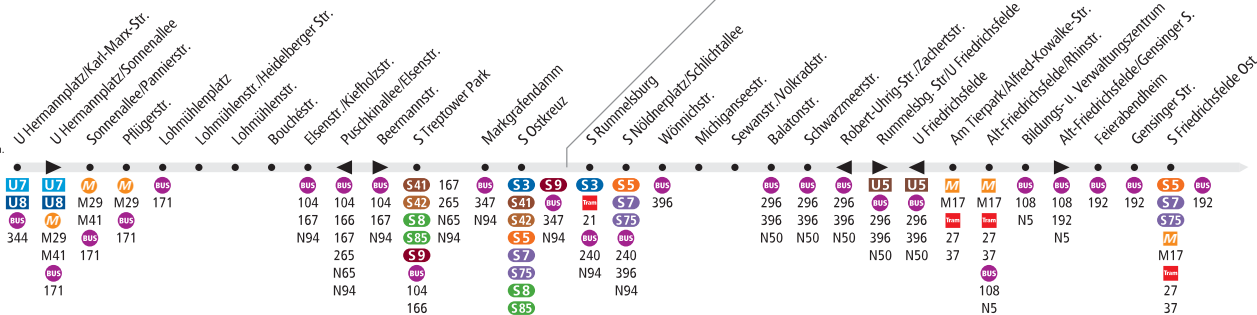 U Hermannplatz/Karl-Marx-Str.
U Hermannplatz/Sonnenallee
Sonnenallee/Pannierstr.
Pflügerstr.
Lohmühlenplatz
Lohmühlenstr./Heidelberger Str.
Lohmühlenstr.
Bouchéstr.
Elsenstr./Kiefholzstr.
Puschkinallee/Elsenstr.
Beermannstr.
S Treptower Park
Markgrafendamm
S Ostkreuz
S Rummelsburg
S Nöldnerplatz/Schlichtallee
Wönnichstr.
Michiganseestr.
Sewanstr./Volkradstr.
Balatonstr.
Schwarzmeerstr.
Robert-Uhrig-Str./Zachertstr.
Rummelsbg. Str/U Friedrichsfelde
U Friedrichsfelde
Am Tierpark/Alfred-Kowalke-Str.
Alt-Friedrichsfelde/Rhinstr.
Bildungs- u. Verwaltungszentrum
Alt-Friedrichsfelde/Gensinger S.
Feierabendheim
Gensinger Str.
S Friedrichsfelde Ost
U7
U8
BUS
344
U7
U8
M
M29
M41
BUS
171
M
M29
M41
BUS
171
M
M29
BUS
171
BUS
171
BUS
104
167
N94
BUS
104
166
167
265
N65
N94
BUS
104
167
N94
S41
S42
S8
S85
S9
BUS
104
166
167
265
N65
N94
BUS
347
N94
S3
S41
S42
S5
S7
S75
S8
S85
S9
BUS
347
N94
S3
Tram
21
BUS
240
N94
S5
S7
S75
BUS
240
396
N94
BUS
396
BUS
296
396
N50
BUS
296
396
N50
BUS
296
396
N50
U5
BUS
296
396
N50
U5
BUS
296
396
N50
M
M17
Tram
27
37
M
M17
Tram
27
37
BUS
108
N5
BUS
108
N5
BUS
108
192
N5
BUS
192
BUS
192
S5
S7
S75
M
M17
Tram
27
37
BUS
192